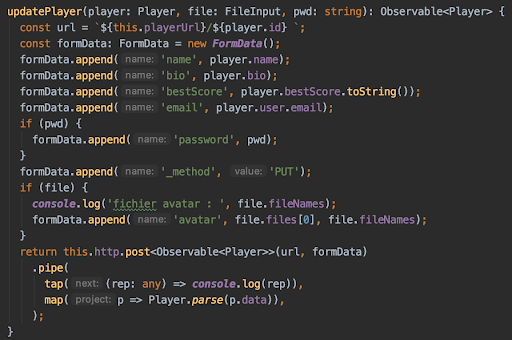 updatePlayer(player: Player, file: FileInput, pwd: string): Observable<Player> {
const url = `${this.playerUrl}/${player.id} `;
const formData: FormData = new FormData();
formData.append( name: 'name', player.name);
formData.append( name: 'bio', player.bio);
formData.append( name: 'bestScore', player.bestScore.toString());
formData.append( name: 'email', player.user.email);
if (pwd) {
formData.append( name: 'password', pwd);
}
formData.append( name: '_method', value: 'PUT');
if (file) {
console.log('fichier avatar : ', file.fileNames);
formData.append( name: 'avatar', file.files[0], file.fileNames);
}
return this.http.post<Observable<Player>>(url, formData)
.pipe(
tap( next: (rep: any) => console.log(rep)),
map( project: p => Player.parse(p.data)),
);
}